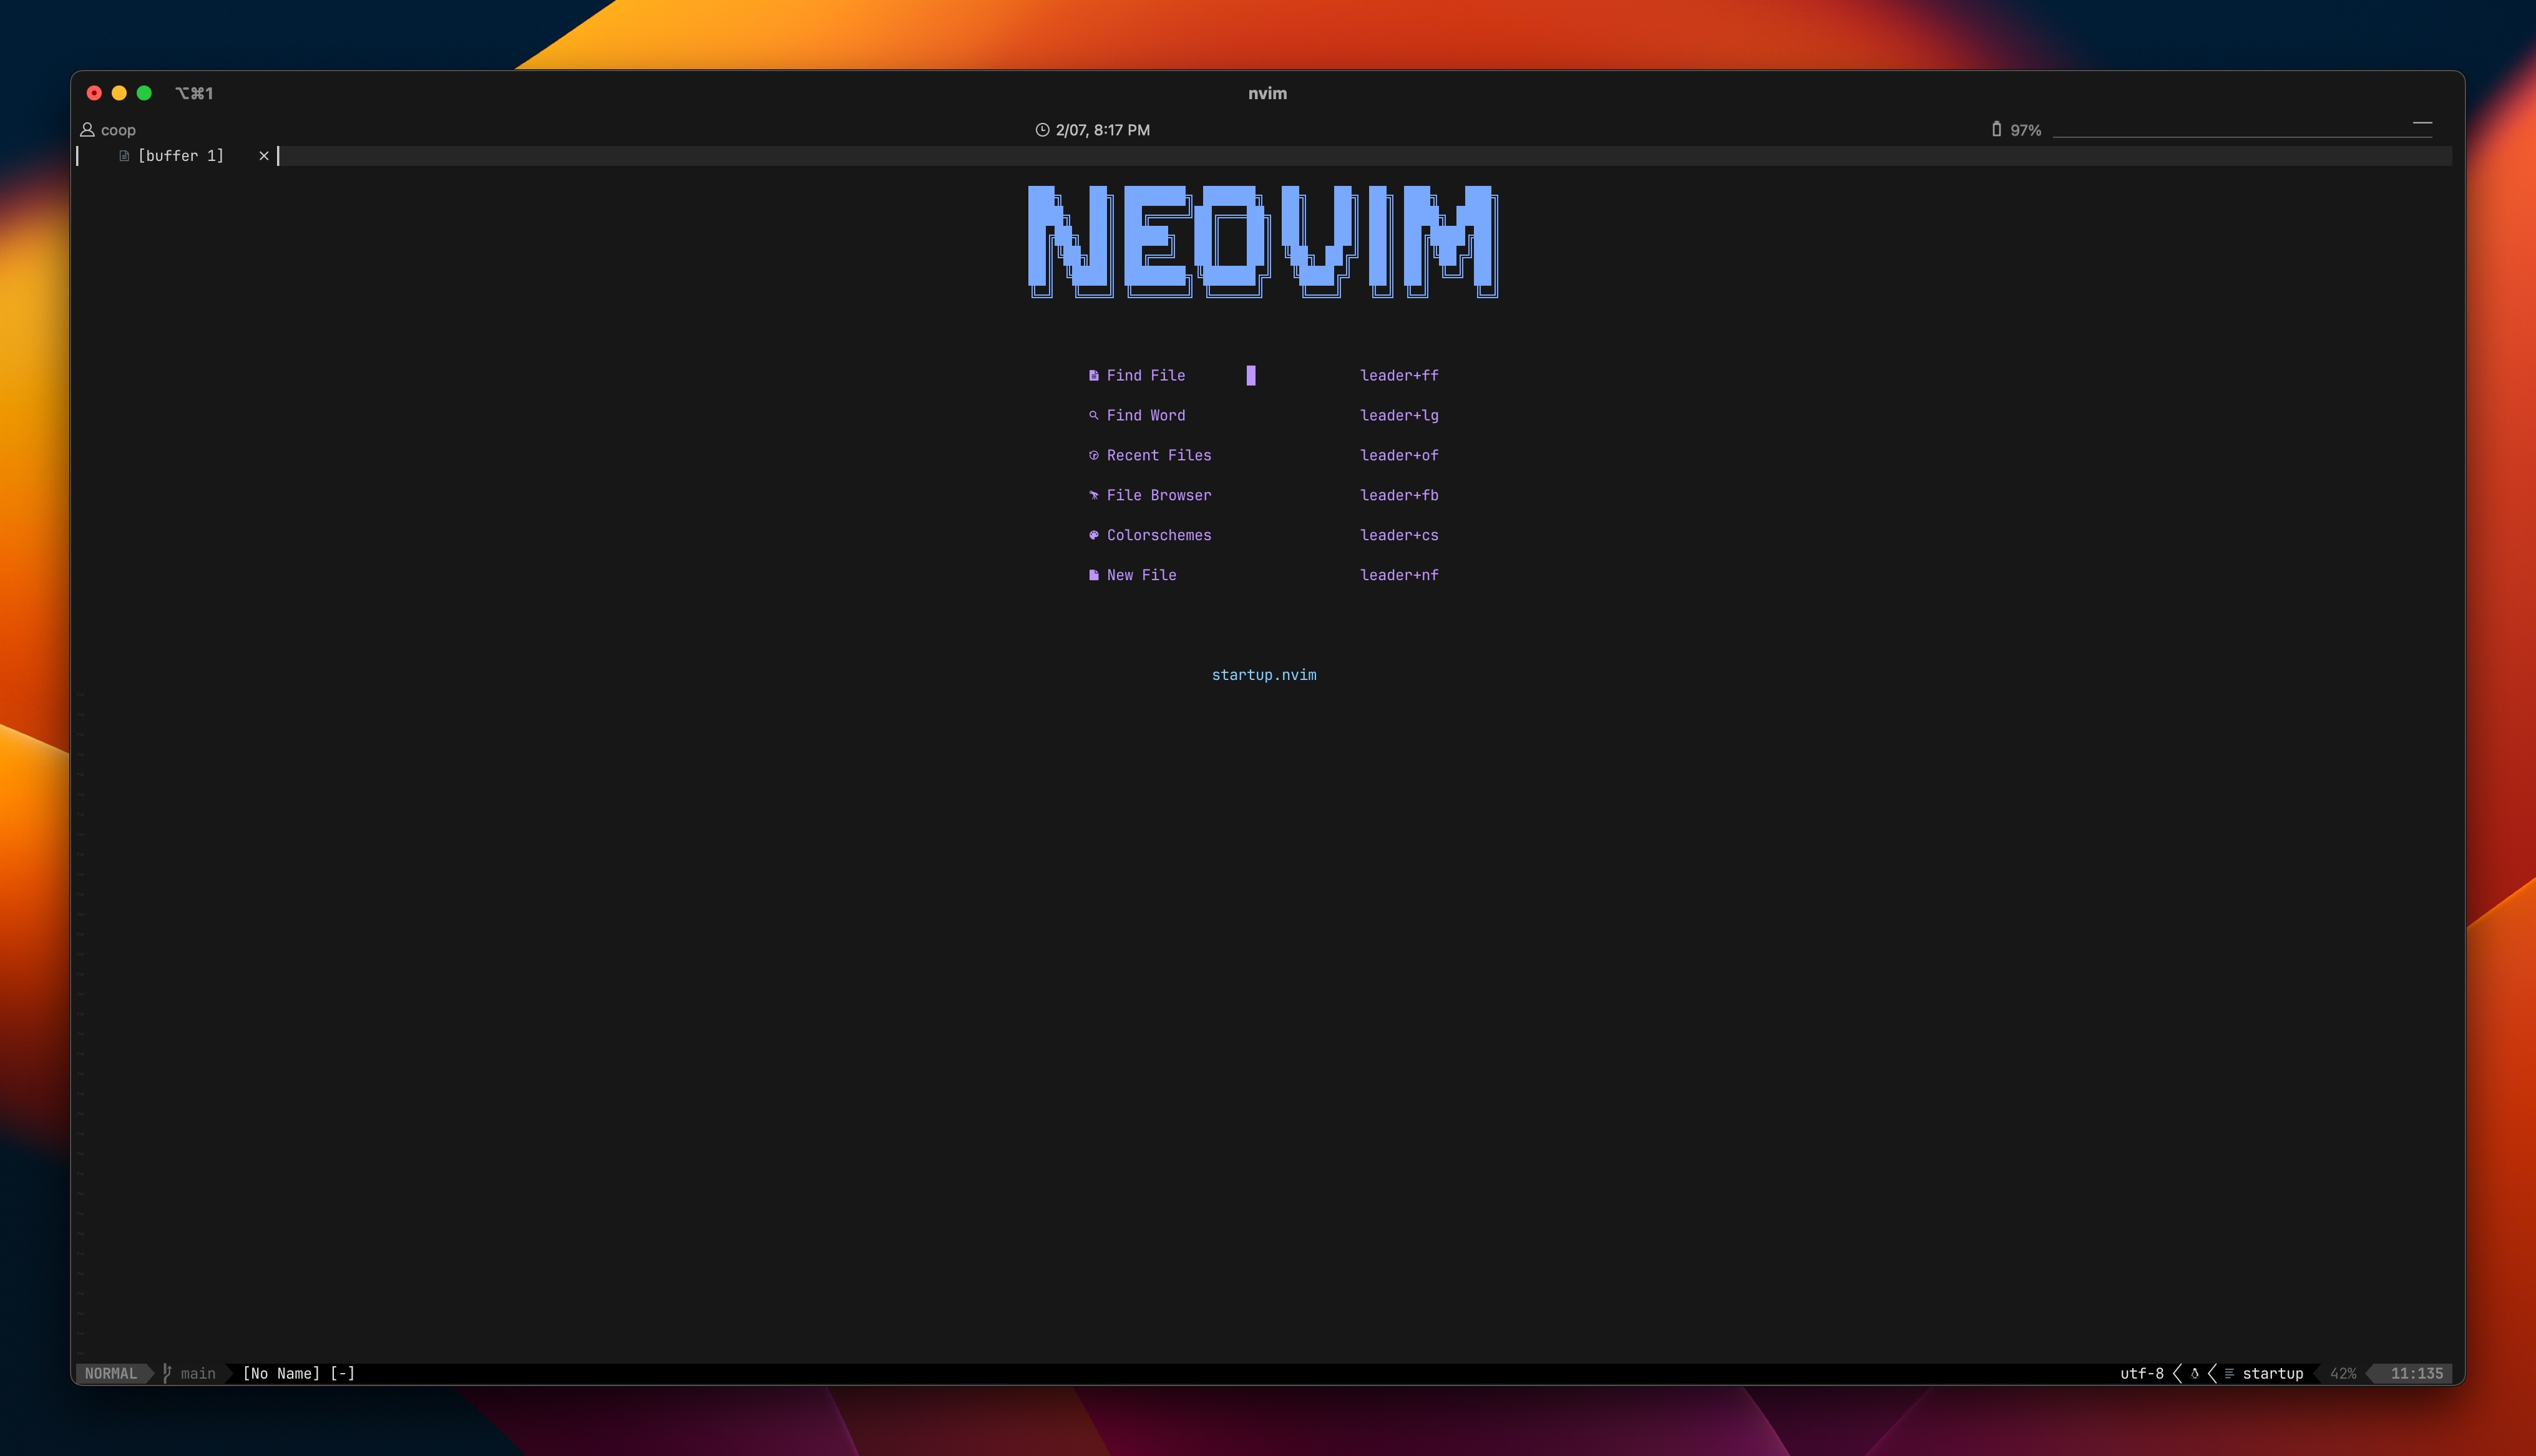 ⌥⌘1 nvim
coop 2/07, 8:17 PM 97%
[buffer 1] ×
NEOVIM
Find File leader+ff
Find Word leader+lg
Recent Files leader+of
File Browser leader+fb
Colorschemes leader+cs
New File leader+nf
startup.nvim
NORMAL main [No Name] [-] utf-8 startup 42% 11:135